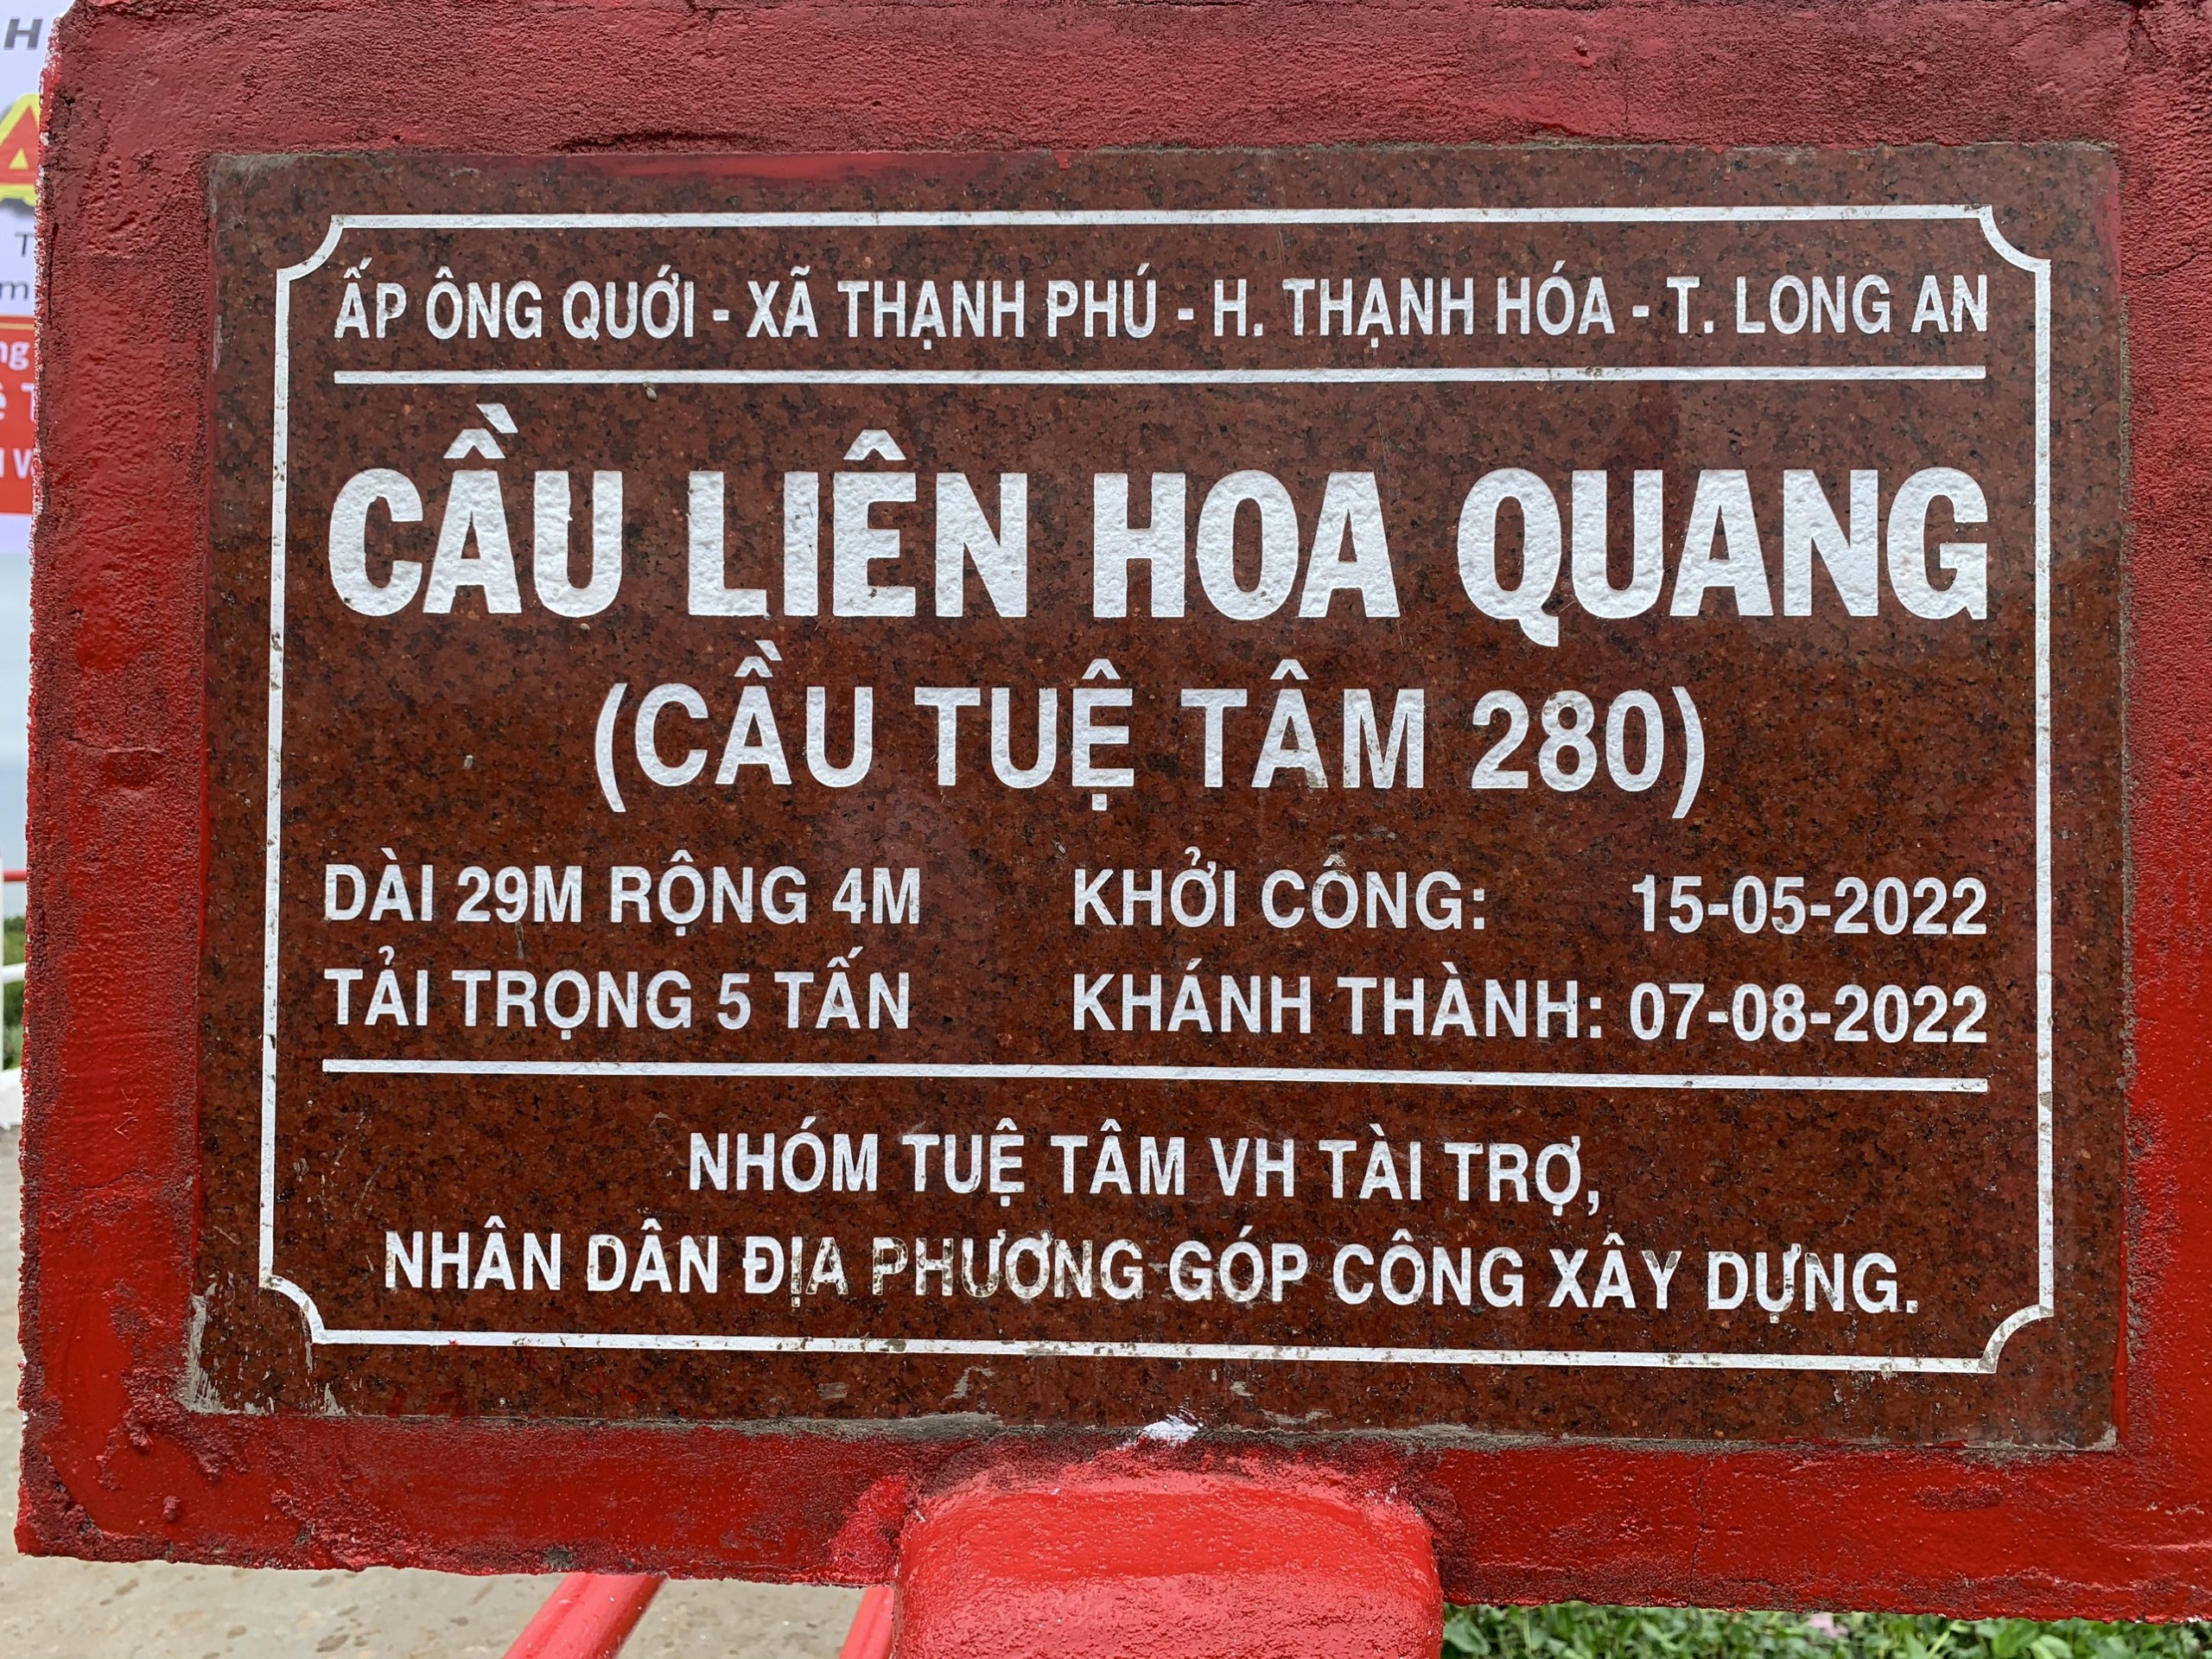 ẤP ÔNG QUỚI - XÃ THẠNH PHÚ - H. THẠNH HÓA - T. LONG AN
CẦU LIÊN HOA QUANG
(CẦU TUỆ TÂM 280)
DÀI 29M RỘNG 4M KHỞI CÔNG: 15-05-2022
TẢI TRỌNG 5 TẤN KHÁNH THÀNH: 07-08-2022
NHÓM TUỆ TÂM VH TÀI TRỢ,
NHÂN DÂN ĐỊA PHƯƠNG GÓP CÔNG XÂY DỰNG.